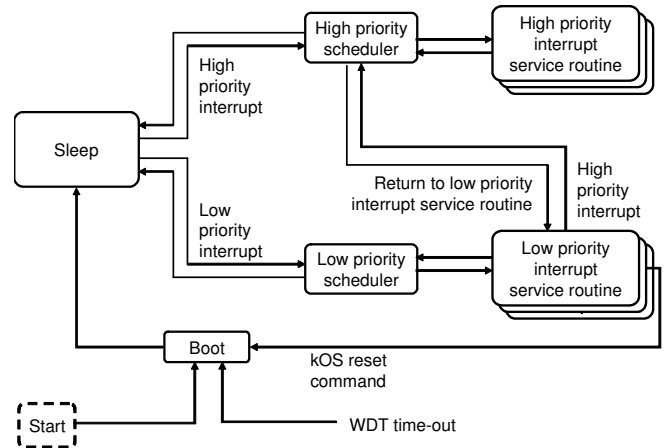 High priority
scheduler
High priority
interrupt
service routine
High
priority
interrupt
Sleep
Return to low priority
interrupt service routine
High
priority
interrupt
Low
priority
interrupt
Low priority
scheduler
Low priority
interrupt
service routine
Boot
kOS reset
command
Start
WDT time-out